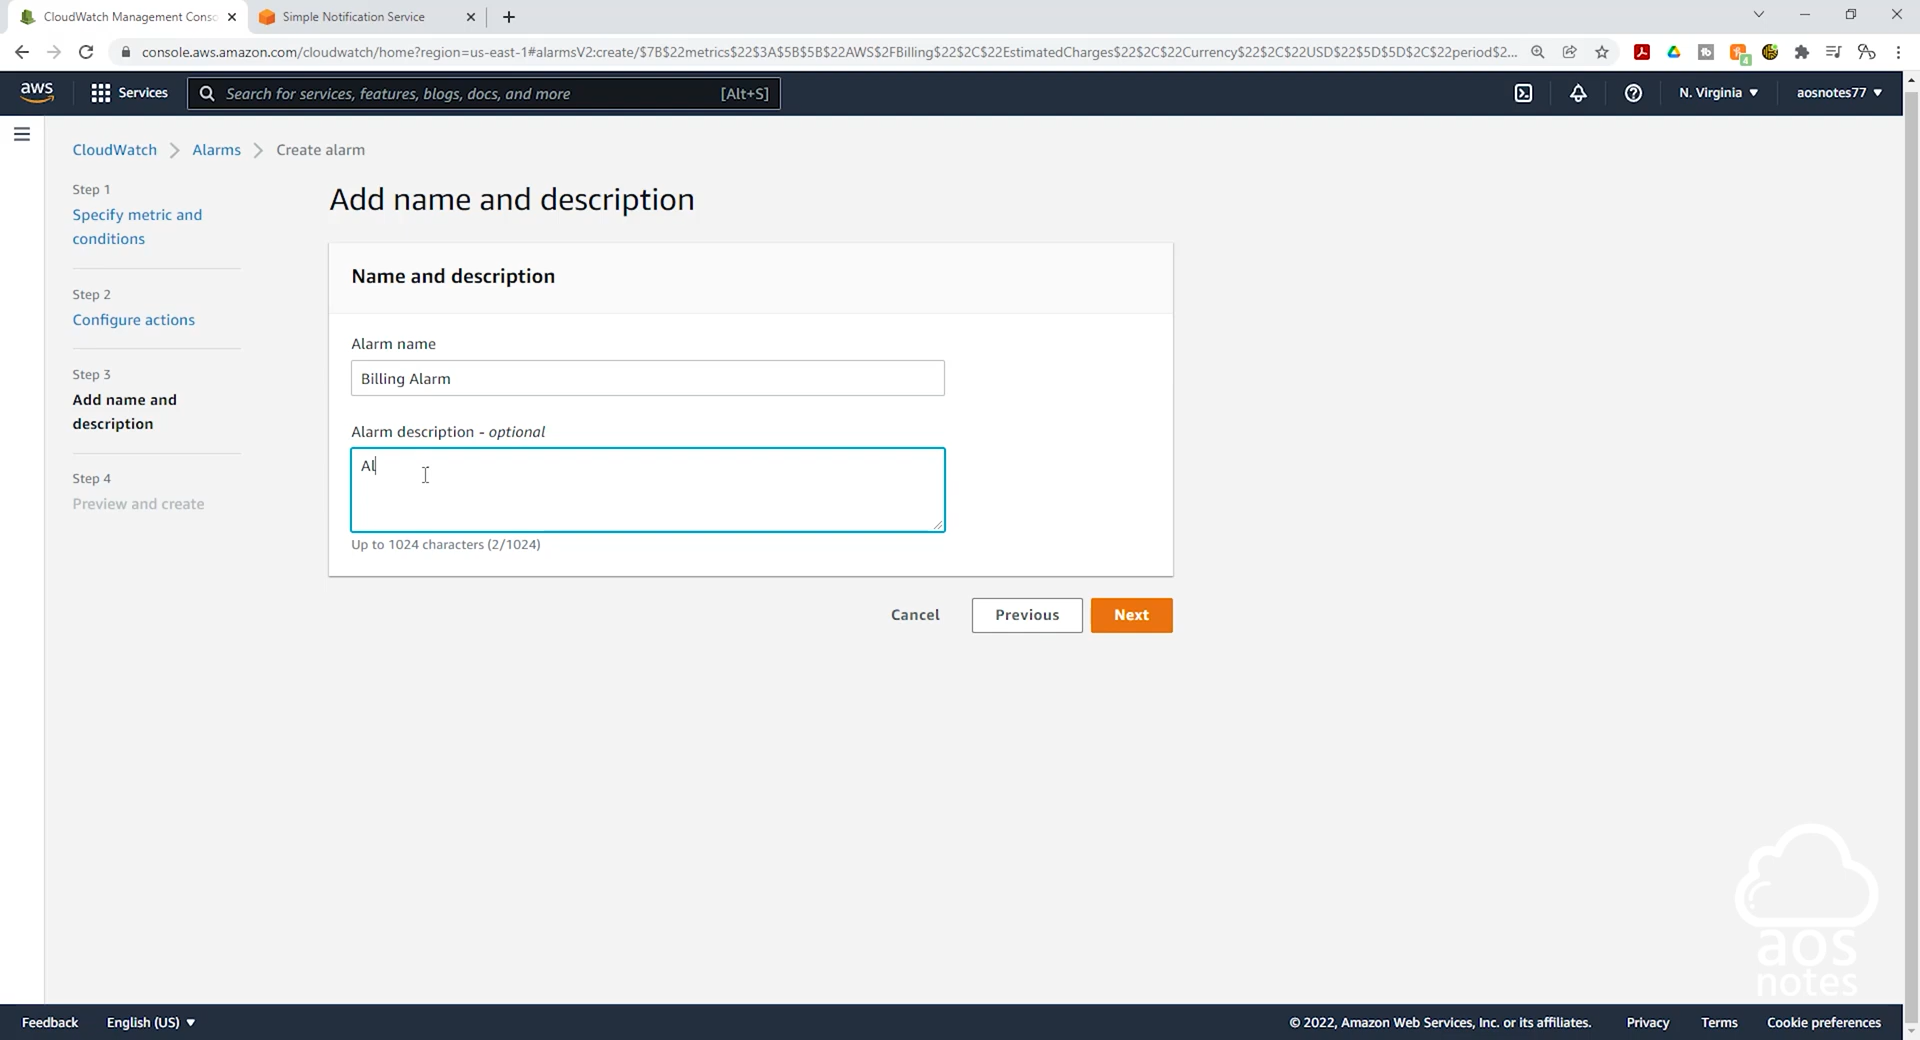 CloudWatch Management Conso
Simple Notification Service
console.aws.amazon.com/cloudwatch/home?region=us-east-1#alarmsV2:create/$7B$22metrics$22$3A$5B$5B$22AWS$2FBilling$22$2C$22EstimatedCharges$22$2C$22Currency$22$2C$22USD$22$5D$5D$2C$22period$2...
4
aws
Services
Search for services, features, blogs, docs, and more
[Alt+S]
N. Virginia
aosnotes77
CloudWatch
Alarms
Create alarm
Step 1
Specify metric and
conditions
Step 2
Configure actions
Step 3
Add name and
description
Step 4
Preview and create
Add name and description
Name and description
Alarm name
Billing Alarm
Alarm description - optional
Al
Up to 1024 characters (2/1024)
Cancel
Previous
Next
aos
notes
Feedback
English (US)
© 2022, Amazon Web Services, Inc. or its affiliates.
Privacy
Terms
Cookie preferences